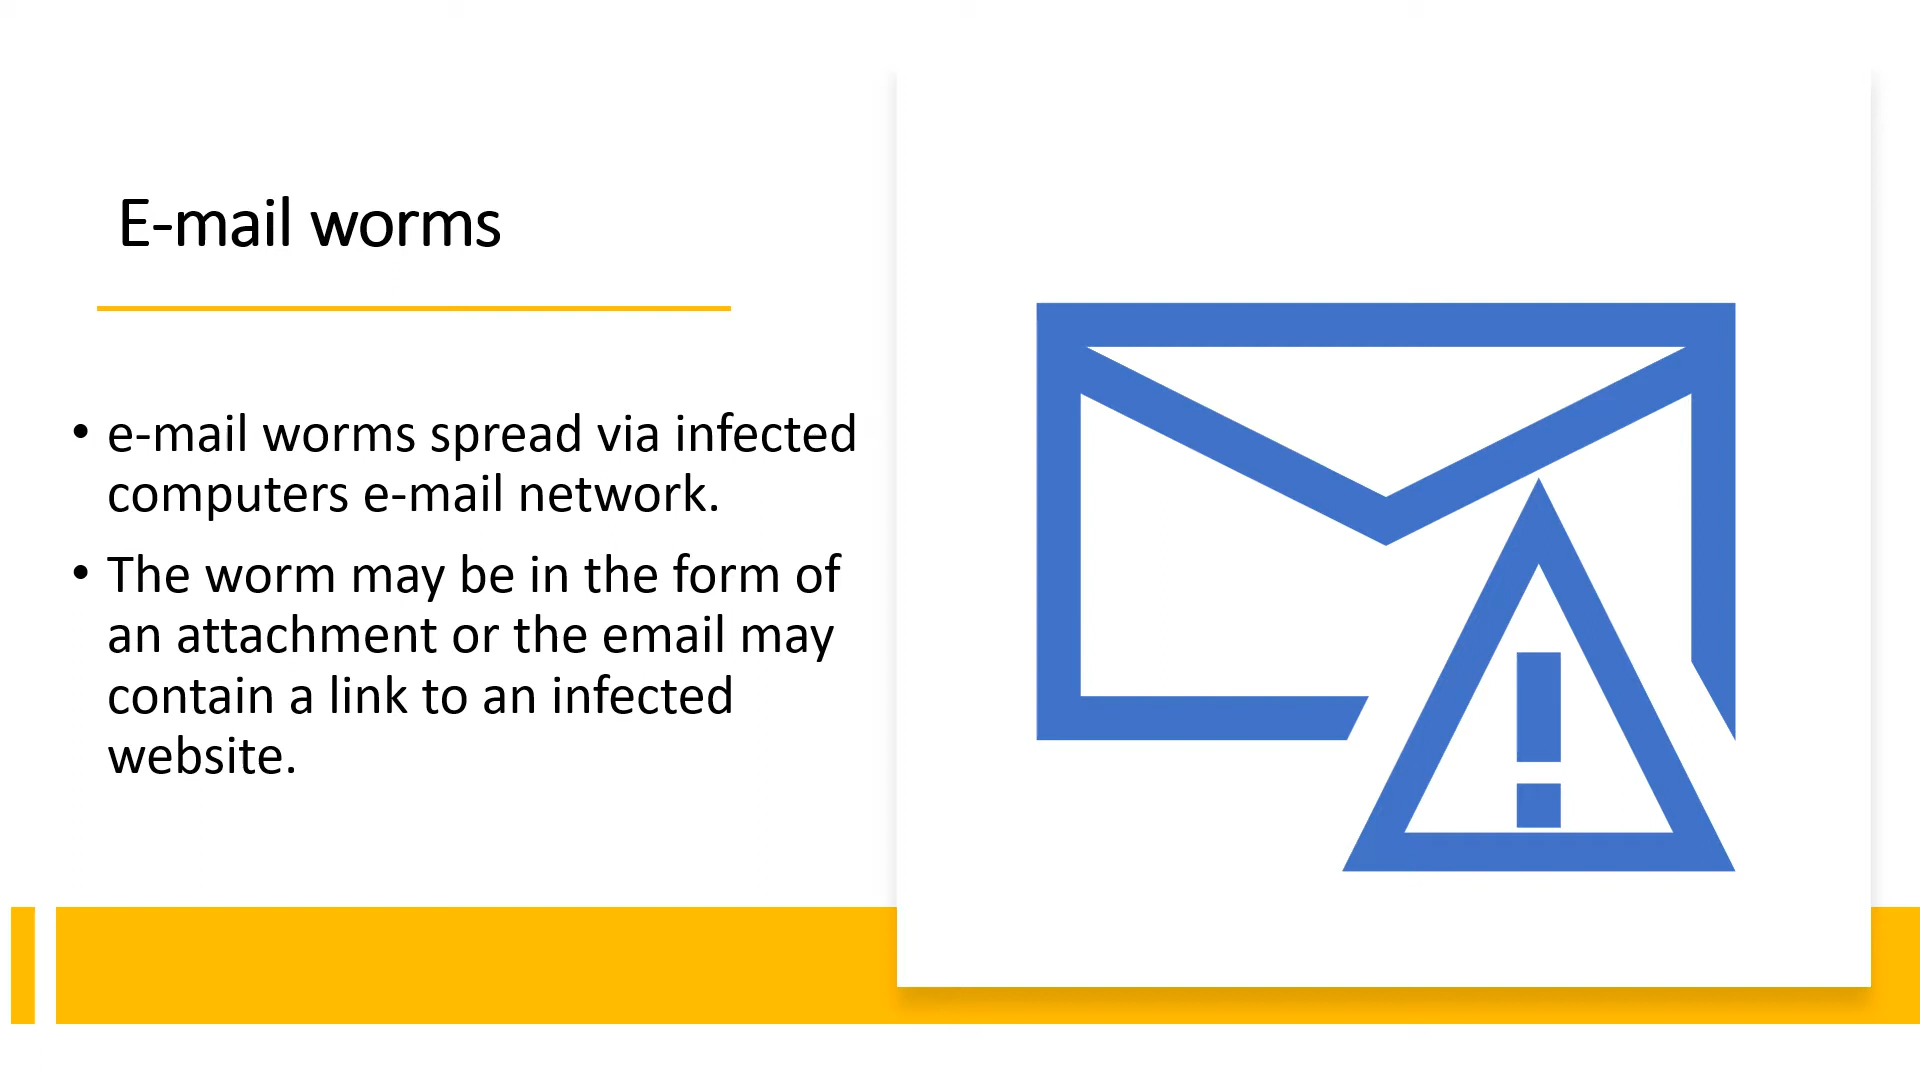 E-mail worms
• e-mail worms spread via infected
computers e-mail network.
• The worm may be in the form of
an attachment or the email may
contain a link to an infected
website.